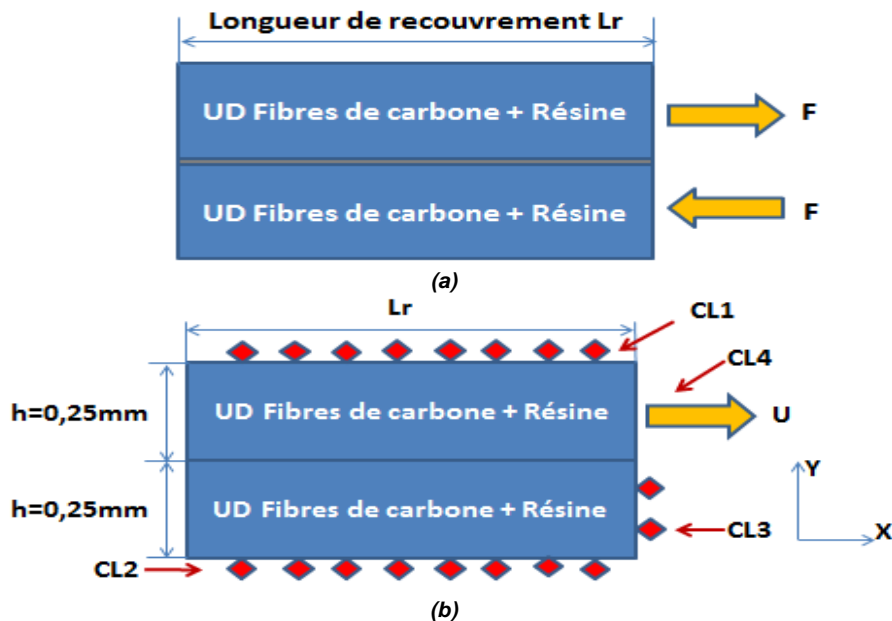 Longueur de recouvrement Lr
UD Fibres de carbone + Résine
F
UD Fibres de carbone + Résine
F
(a)
Lr
CL1
CL4
h=0,25mm
UD Fibres de carbone + Résine
U
h=0,25mm
UD Fibres de carbone + Résine
CL3
Y
X
CL2
(b)